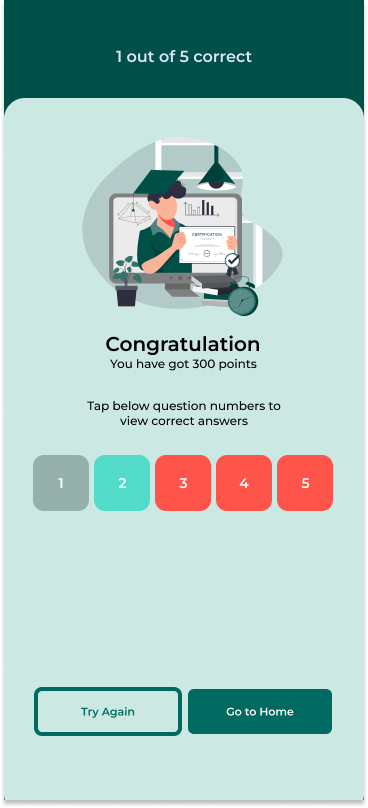 1 out of 5 correct
CERTIFICATION
Congratulation
You have got 300 points
Tap below question numbers to
view correct answers
1 2 3 4 5
Try Again Go to Home